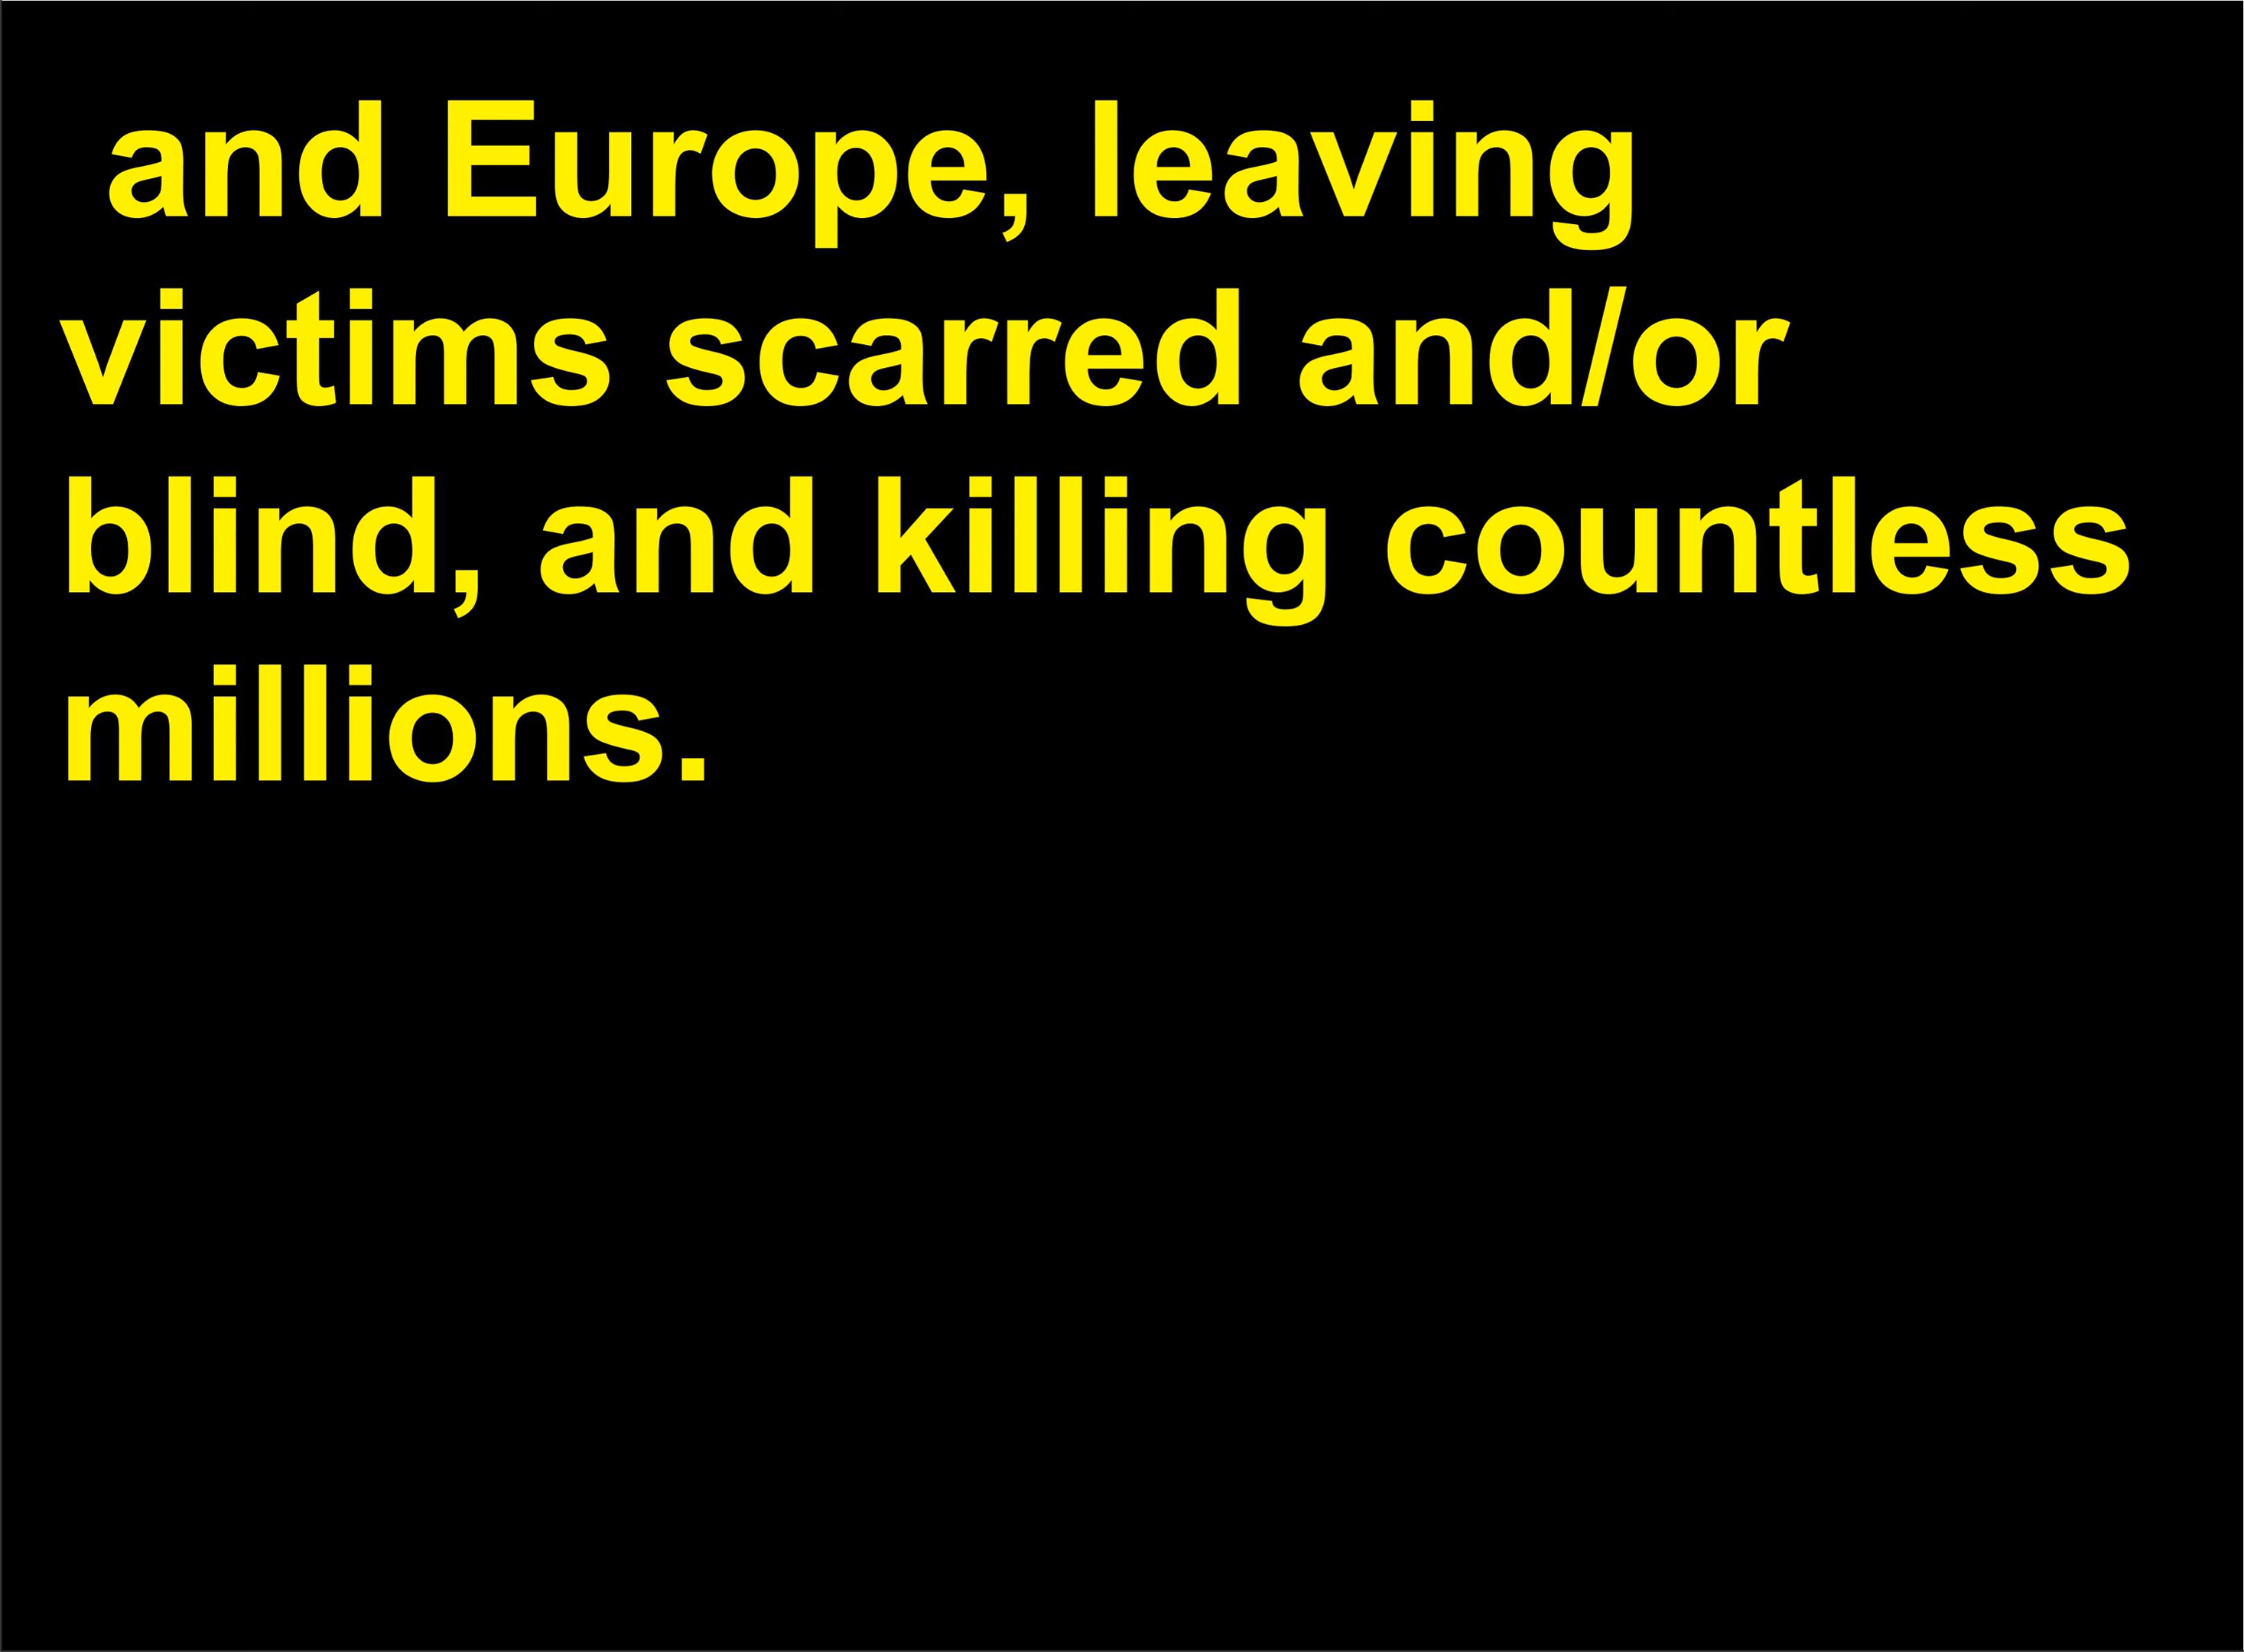 and Europe, leaving
victims scarred and/or
blind, and killing countless
millions.